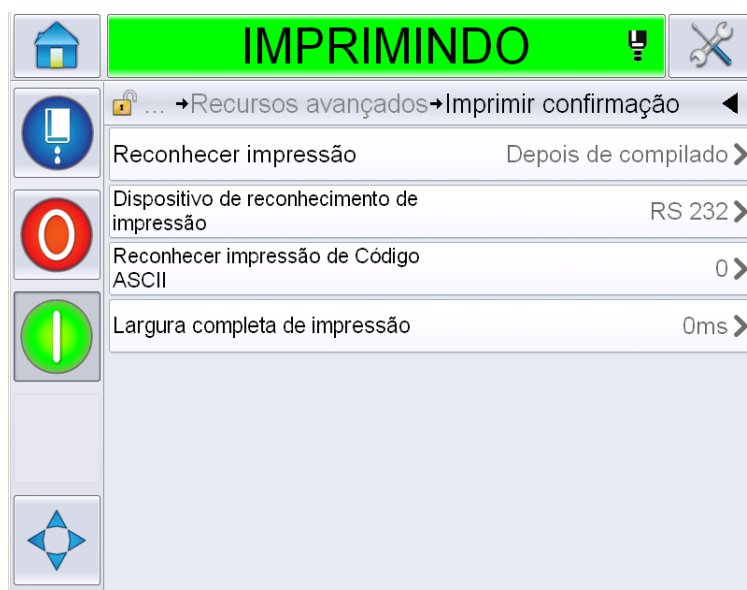 IMPRIMINDO
... →Recursos avançados→Imprimir confirmação
Reconhecer impressão Depois de compilado
Dispositivo de reconhecimento de
impressão RS 232
Reconhecer impressão de Código
ASCII 0
Largura completa de impressão 0ms